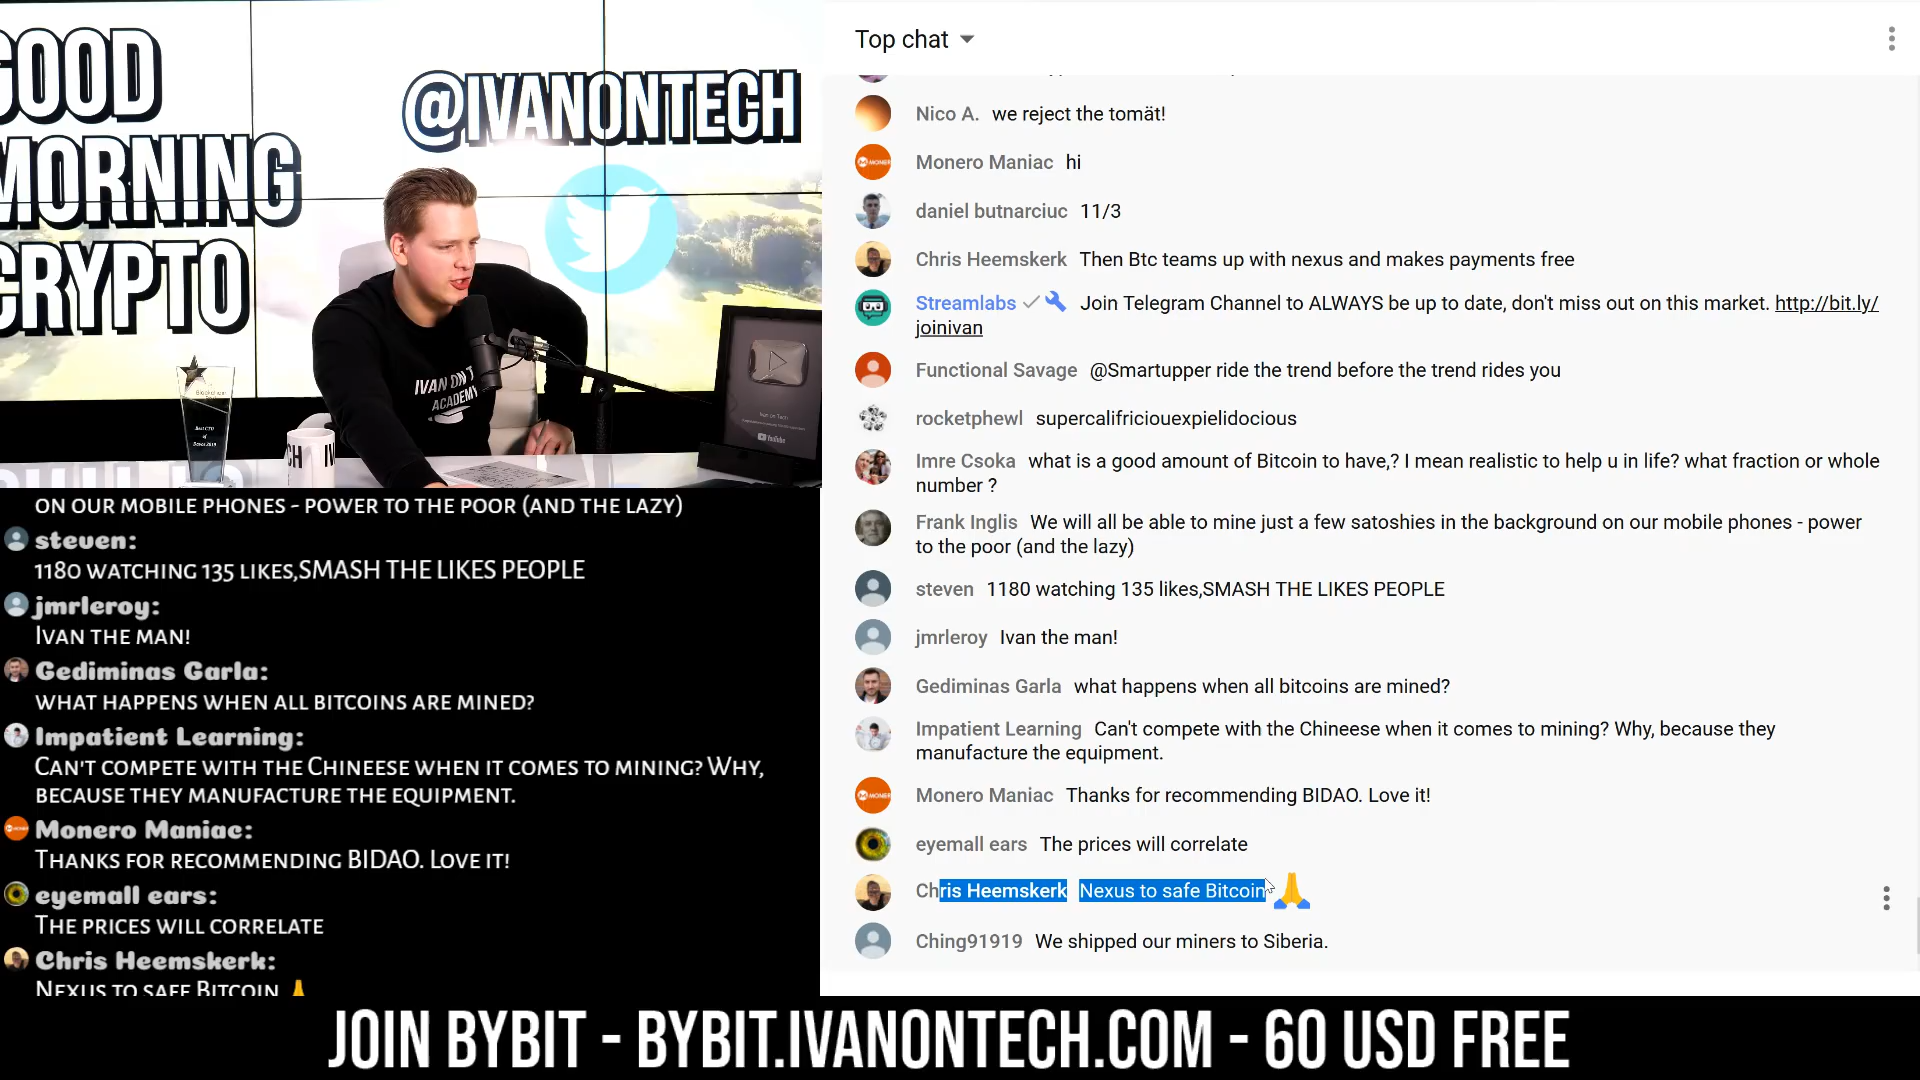 GOOD
MORNING
CRYPTO
@IVANONTECH
IVAN ON T
ACADEMY
Best CTO
of
YouTube
CH
IV
ON OUR MOBILE PHONES - POWER TO THE POOR (AND THE LAZY)
steven:
1180 WATCHING 135 LIKES,SMASH THE LIKES PEOPLE
jmrleroy:
IVAN THE MAN!
Gediminas Garla:
WHAT HAPPENS WHEN ALL BITCOINS ARE MINED?
Impatient Learning:
CAN'T COMPETE WITH THE CHINEESE WHEN IT COMES TO MINING? WHY,
BECAUSE THEY MANUFACTURE THE EQUIPMENT.
Monero Maniac:
THANKS FOR RECOMMENDING BIDAO. LOVE IT!
eyemall ears:
THE PRICES WILL CORRELATE
Chris Heemskerk:
NEXUS TO SAFE BITCOIN 🙏
Top chat
Nico A. we reject the tomät!
Monero Maniac hi
daniel butnarciuc 11/3
Chris Heemskerk Then Btc teams up with nexus and makes payments free
Streamlabs Join Telegram Channel to ALWAYS be up to date, don't miss out on this market. http://bit.ly/
joinivan
Functional Savage @Smartupper ride the trend before the trend rides you
rocketphewl supercalifriciouexpielidocious
Imre Csoka what is a good amount of Bitcoin to have,? I mean realistic to help u in life? what fraction or whole
number ?
Frank Inglis We will all be able to mine just a few satoshies in the background on our mobile phones - power
to the poor (and the lazy)
steven 1180 watching 135 likes,SMASH THE LIKES PEOPLE
jmrleroy Ivan the man!
Gediminas Garla what happens when all bitcoins are mined?
Impatient Learning Can't compete with the Chineese when it comes to mining? Why, because they
manufacture the equipment.
Monero Maniac Thanks for recommending BIDAO. Love it!
eyemall ears The prices will correlate
Chris Heemskerk Nexus to safe Bitcoin 🙏
Ching91919 We shipped our miners to Siberia.
JOIN BYBIT - BYBIT.IVANONTECH.COM - 60 USD FREE